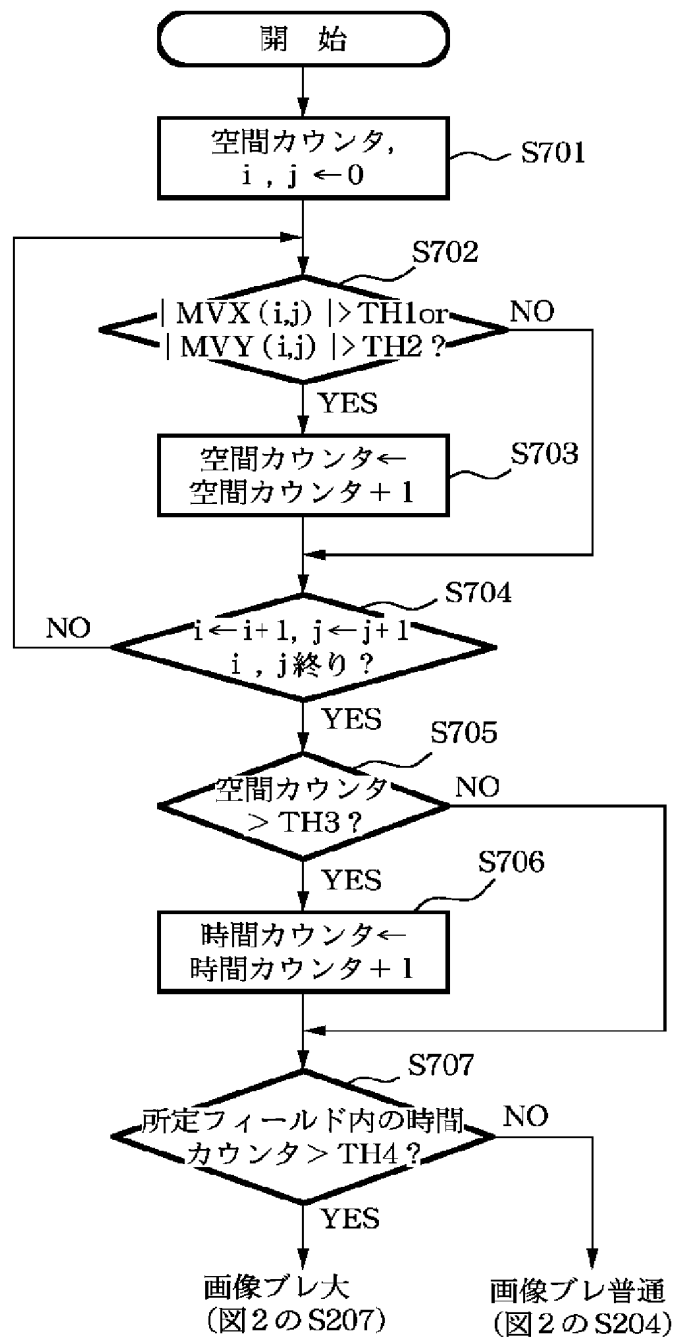 開 始
空間カウンタ,
i , j ←0
S701
S702
| MVX (i,j) |>TH1or
| MVY (i,j) |>TH2 ?
NO
YES
空間カウンタ←
空間カウンタ+1
S703
S704
NO
i←i+1, j←j+1
i , j終り ?
YES
S705
空間カウンタ
> TH3 ?
NO
YES
S706
時間カウンタ←
時間カウンタ+1
S707
所定フィールド内の時間
カウンタ> TH4 ?
NO
YES
画像ブレ大
(図2のS207)
画像ブレ普通
(図2のS204)